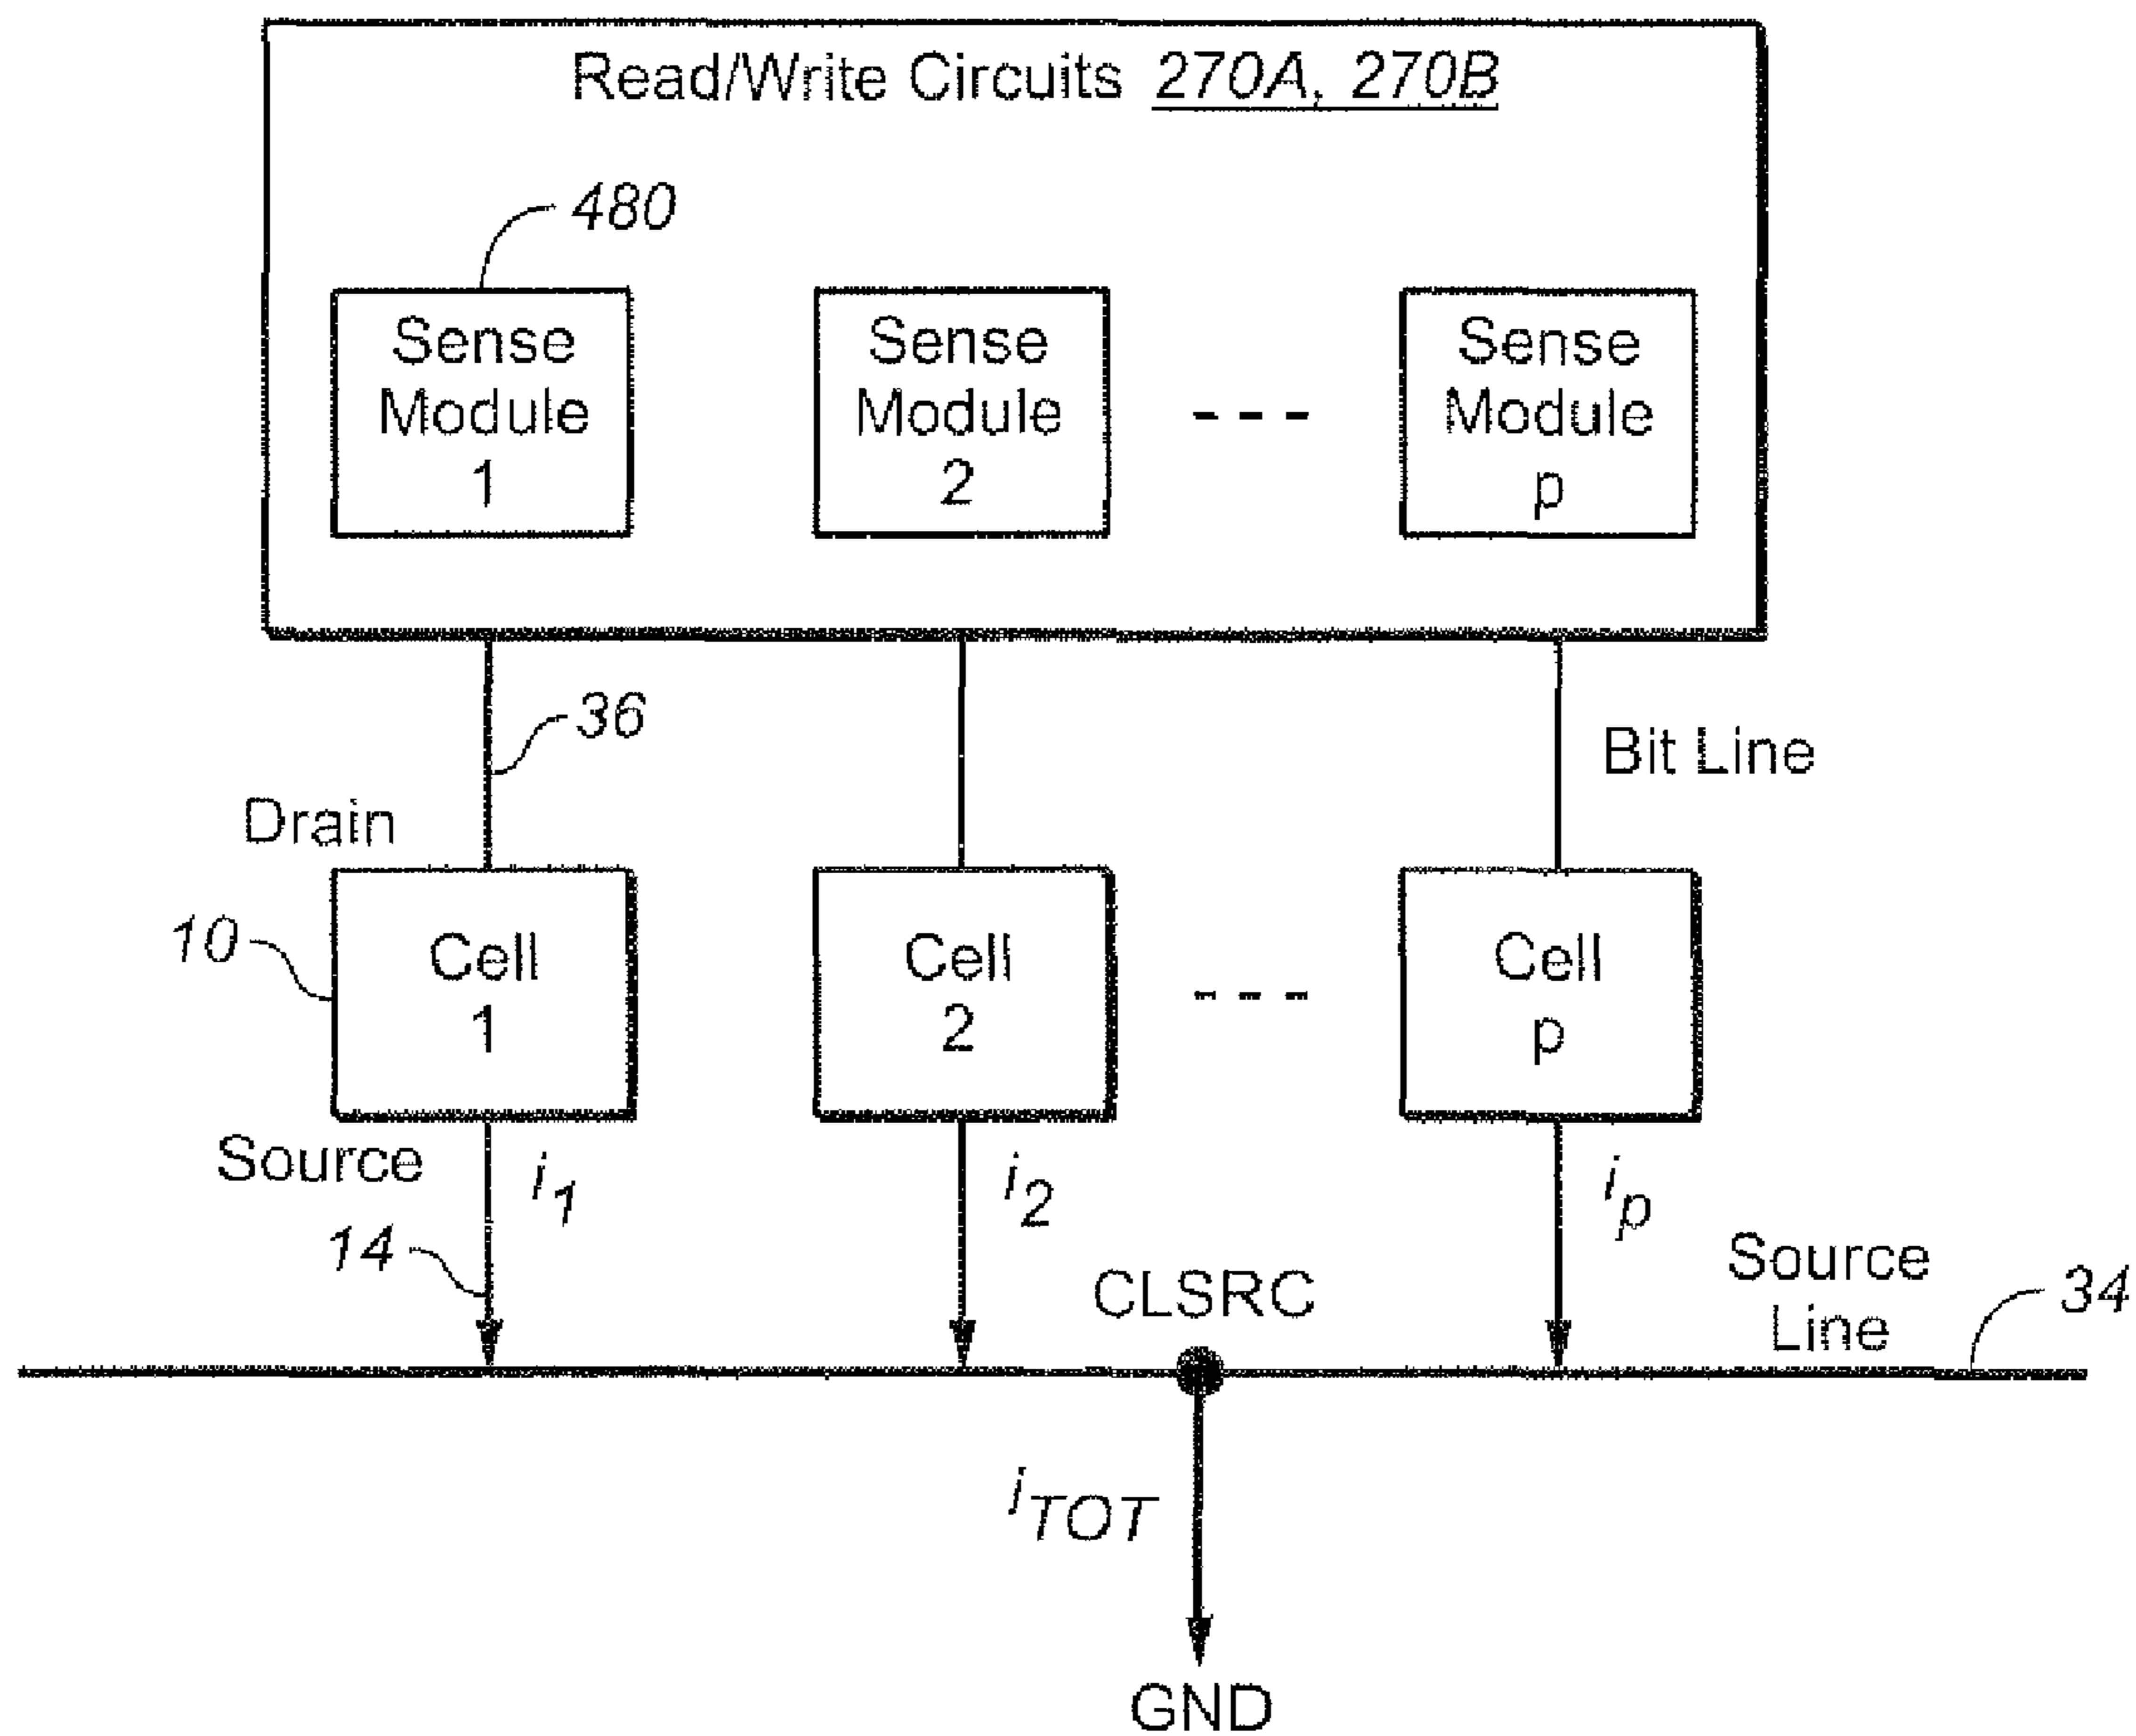 Read/Write Circuits 270A, 270B
480
Sense
Module
1
Sense
Module
2
Sense
Module
p
36
Bit Line
Drain
10
Cell
1
Cell
2
Cell
p
Source
i1
i2
ip
14
CLSRC
Source
Line
34
iTOT
GND